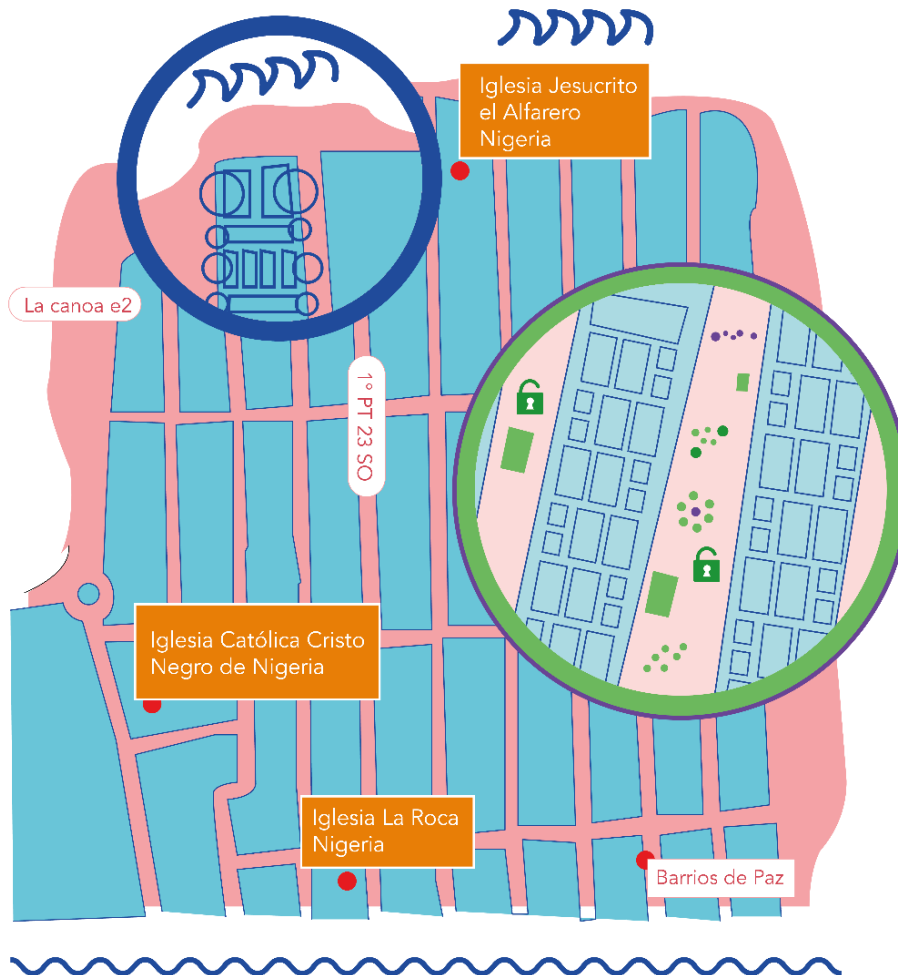 Iglesia Jesucrito
el Alfarero
Nigeria
La canoa e2
1° PT 23 SO
Iglesia Católica Cristo
Negro de Nigeria
Iglesia La Roca
Nigeria
Barrios de Paz